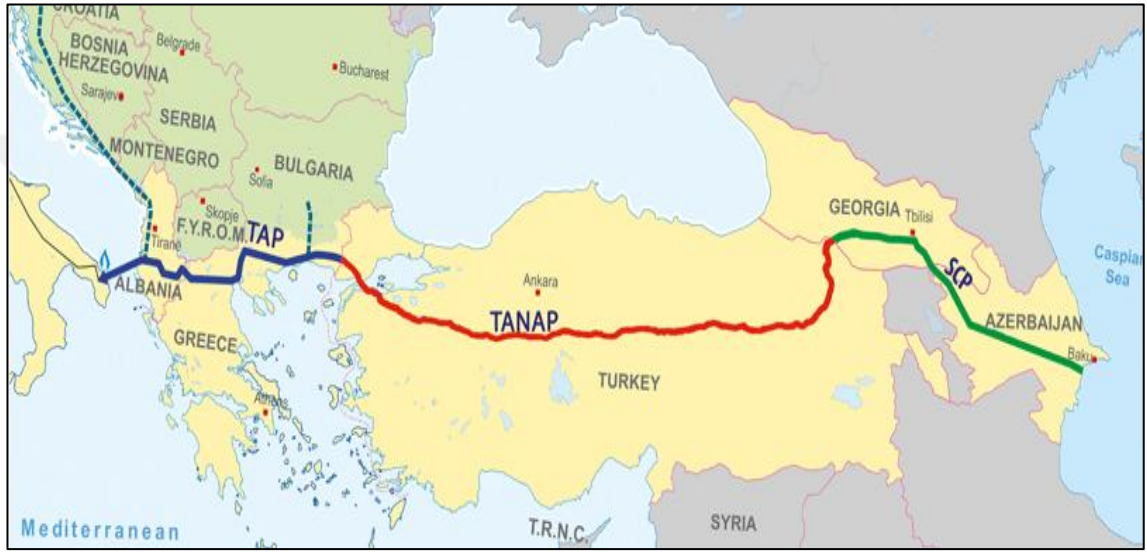 CROATIA
BOSNIA
HERZEGOVINA
Belgrade
Bucharest
Sarajev
SERBIA
MONTENEGRO
BULGARIA
Sofia
Skopje
F.Y.R.O.M.
TAP
Tirane
ALBANIA
GREECE
Athens
Ankara
TANAP
TURKEY
GEORGIA
Tbilisi
SCP
AZERBAIJAN
Baku
Caspian
Sea
Mediterranean
T.R.N.C.
SYRIA